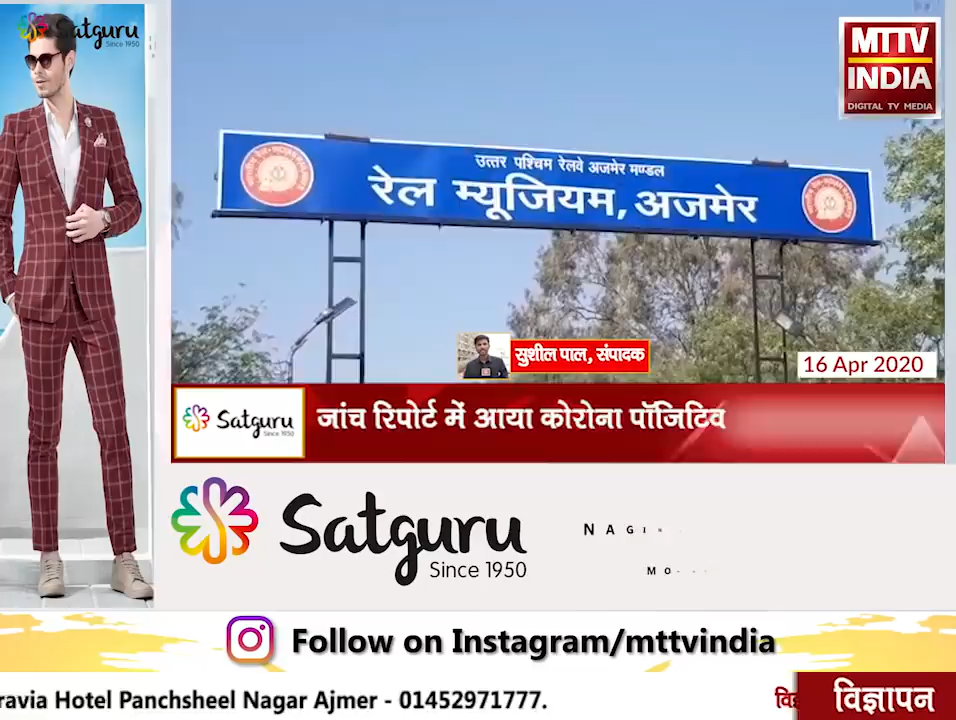 Satguru
Since 1950
MTTV
INDIA
DIGITAL TV MEDIA
उत्तर पश्चिम रेलवे अजमेर मण्डल
रेल म्यूजियम, अजमेर
सुशील पाल, संपादक
16 Apr 2020
Satguru
Since 1950
जांच रिपोर्ट में आया कोरोना पॉजिटिव
Satguru
Since 1950
Follow on Instagram/mttvindia
Hotel Panchsheel Nagar Ajmer - 01452971777.
विज्ञापन